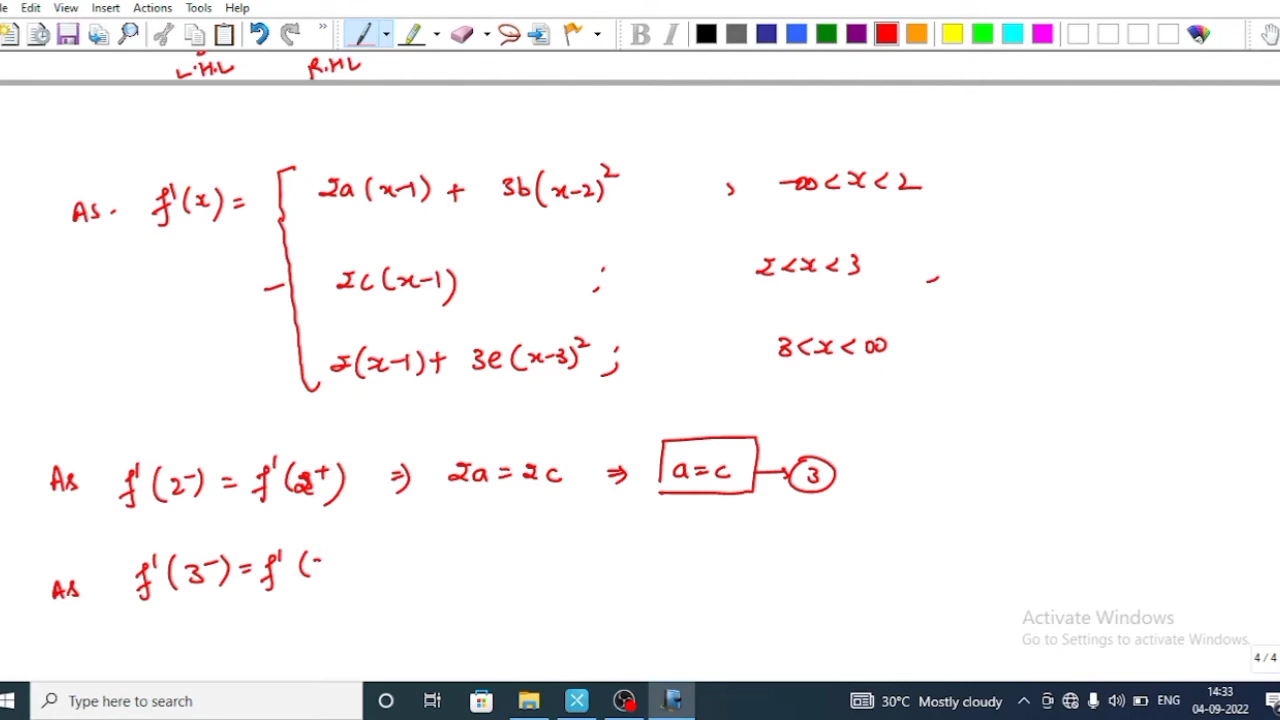 le Edit View Insert Actions Tools Help
» B I
L.H.L R.H.L
As. f'(x) = 2a(x-1) + 3b(x-2)² , -∞ < x < 2
2c(x-1) ; 2 < x < 3
2(x-1) + 3e(x-3)² ; 3 < x < ∞
As f'(2⁻) = f'(2⁺) ⇒ 2a = 2c ⇒ a = c → 3
As f'(3⁻) = f' (
Activate Windows
Go to Settings to activate Windows.
4/4
Type here to search
30°C Mostly cloudy
ENG
14:33
04-09-2022